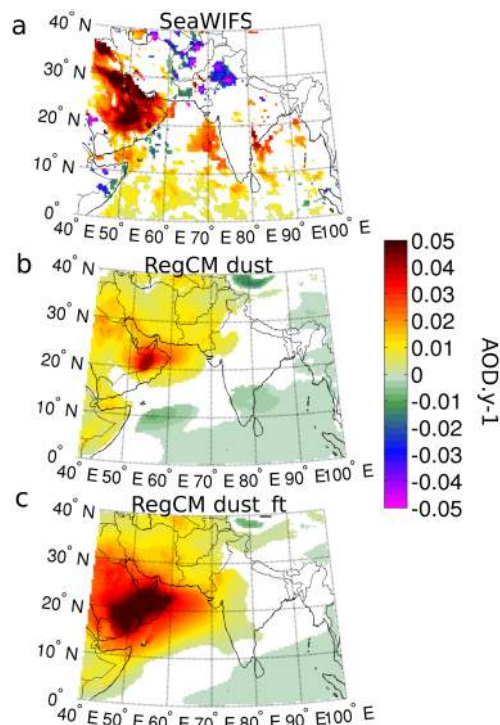 a SeaWIFS
40° N
30° N
20° N
10° N
0°
40° E 50° E 60° E 70° E 80° E 90° E 100° E
b RegCM dust
40° N
30° N
20° N
10° N
0°
40° E 50° E 60° E 70° E 80° E 90° E 100° E
c RegCM dust_ft
40° N
30° N
20° N
10° N
0°
40° E 50° E 60° E 70° E 80° E 90° E 100° E
0.05
0.04
0.03
0.02
0.01
0
-0.01
-0.02
-0.03
-0.04
-0.05
AOD.y-1